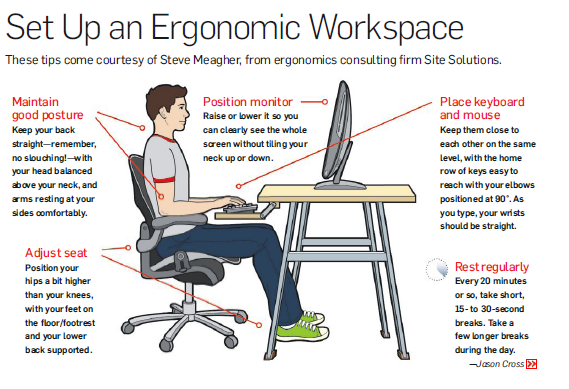 Set Up an Ergonomic Workspace
These tips come courtesy of Steve Meagher, from ergonomics consulting firm Site Solutions.
Maintain
good posture
Keep your back
straight—remember,
no slouching!—with
your head balanced
above your neck, and
arms resting at your
sides comfortably.
Position monitor
Raise or lower it so you
can clearly see the whole
screen without tiling your
neck up or down.
Place keyboard
and mouse
Keep them close to
each other on the same
level, with the home
row of keys easy to
reach with your elbows
positioned at 90°. As
you type, your wrists
should be straight.
Adjust seat
Position your
hips a bit higher
than your knees,
with your feet on
the floor/footrest
and your lower
back supported.
Rest regularly
Every 20 minutes
or so, take short,
15- to 30-second
breaks. Take a
few longer breaks
during the day.
—Jason Cross